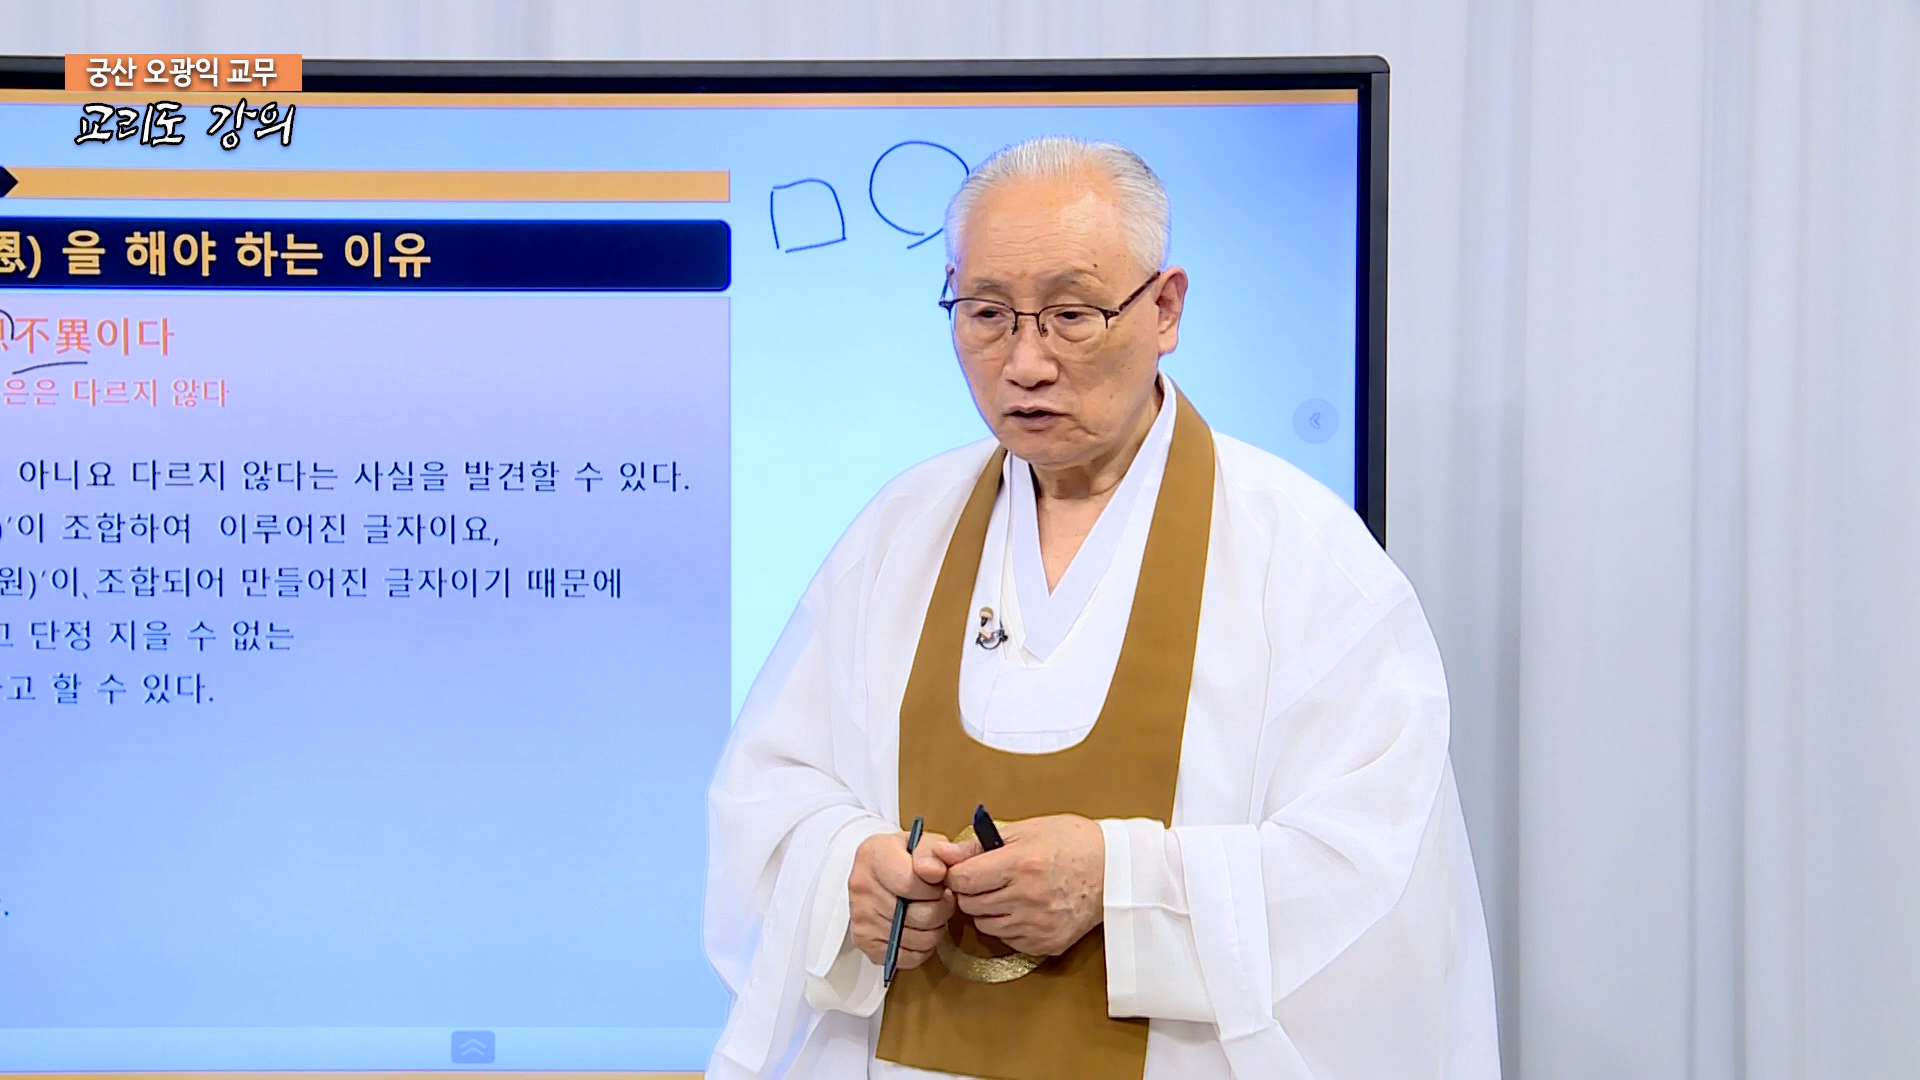 궁산 오광익 교무
교리도 강의
恩) 을 해야 하는 이유
不異이다
은은 다르지 않다
아니요 다르지 않다는 사실을 발견할 수 있다.
)’이 조합하여 이루어진 글자이요,
원)’이 조합되어 만들어진 글자이기 때문에
고 단정 지을 수 없는
고 할 수 있다.